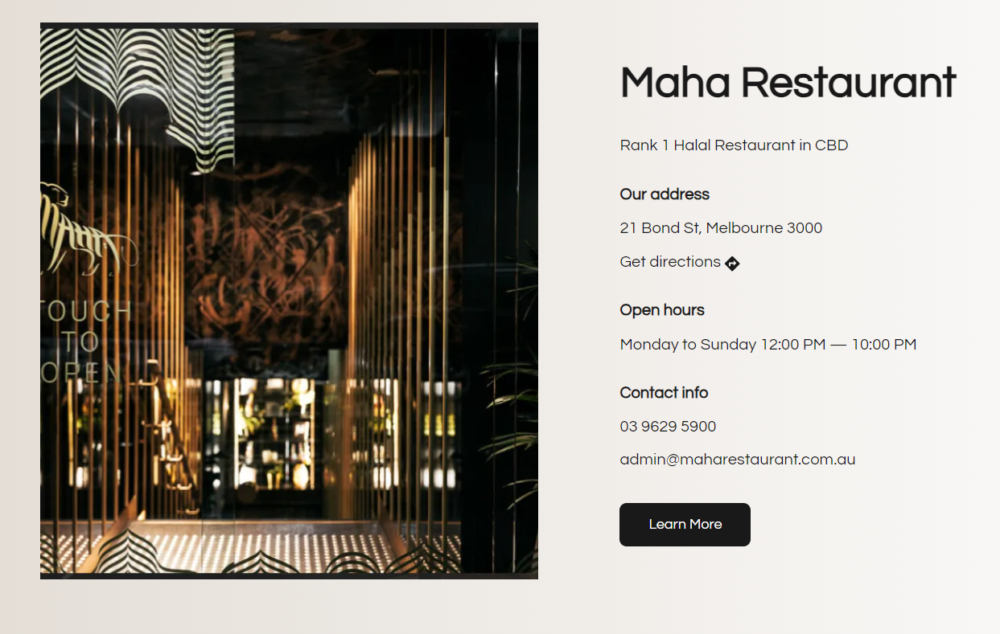 MAHA
TOUCH
TO
OPEN
Maha Restaurant
Rank 1 Halal Restaurant in CBD
Our address
21 Bond St, Melbourne 3000
Get directions
Open hours
Monday to Sunday 12:00 PM — 10:00 PM
Contact info
03 9629 5900
admin@maharestaurant.com.au
Learn More